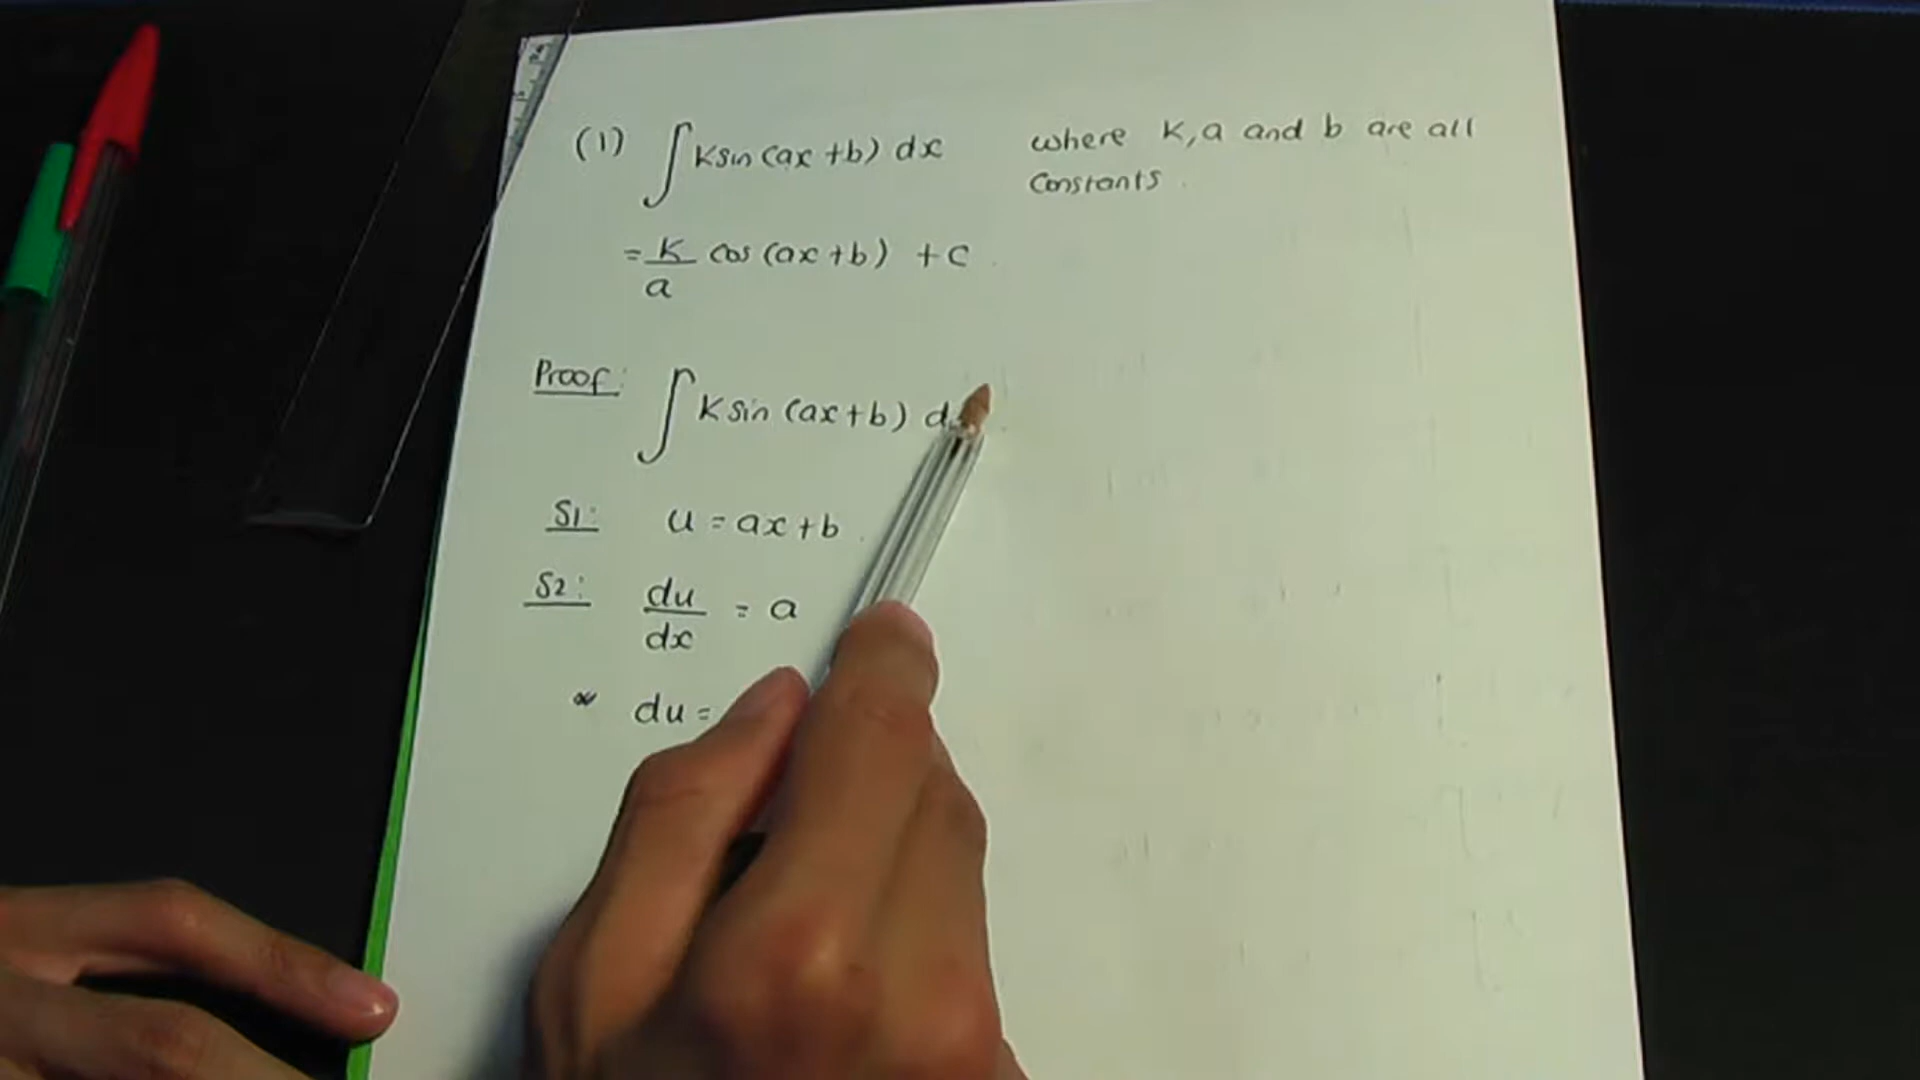 (1) ∫ K sin (ax + b) dx where K, a and b are all
constants.
= K/a cos (ax + b) + c
Proof: ∫ K sin (ax + b) d
S1: u = ax + b
S2: du/dx = a
du =